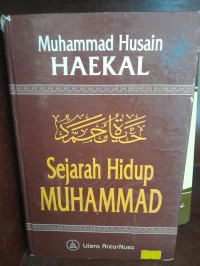 Muhammad Husain
HAEKAL
حياة محمد
Sejarah Hidup
MUHAMMAD
Litera AntarNusa